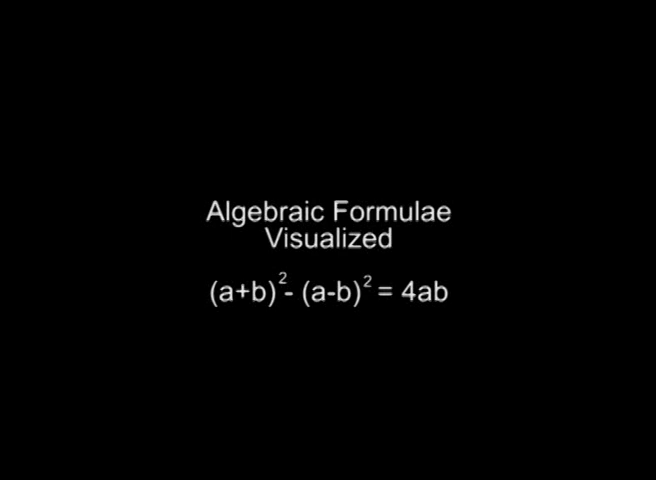 Algebraic Formulae
Visualized
(a+b)²- (a-b)² = 4ab